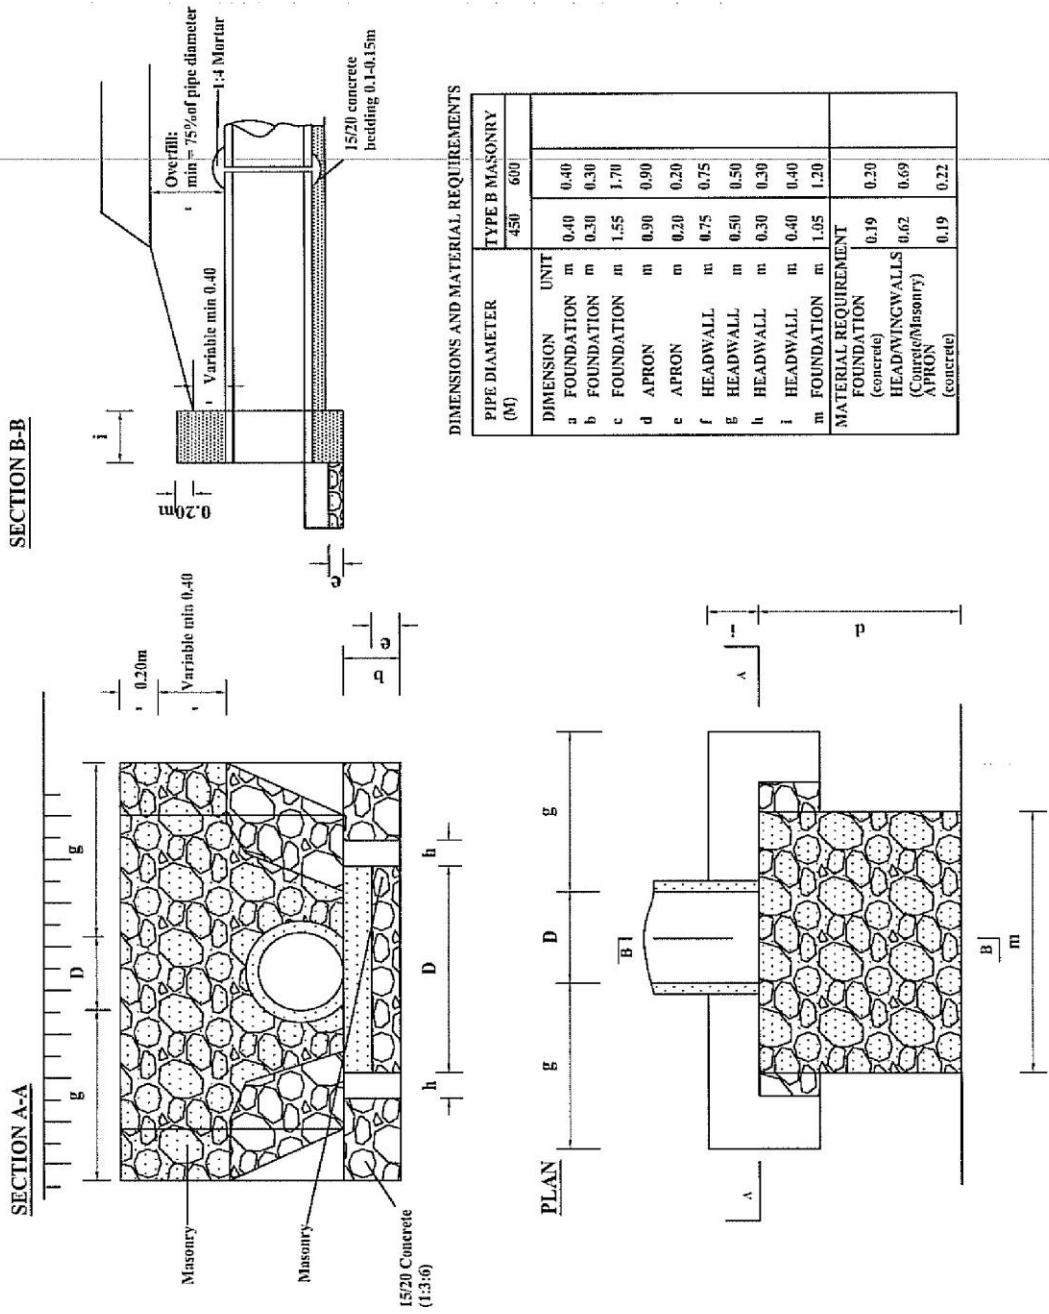 SECTION A-A
g
D
g
0.20m
Variable min 0.40
Masonry
Masonry
15/20 Concrete
(1:3:6)
h
D
h
b
e
SECTION B-B
i
0.20m
Variable min 0.40
Overfill:
min = 75% of pipe diameter
1:4 Mortar
15/20 concrete
bedding 0.1-0.15m
e
PLAN
g
D
g
A
A
B
B
i
d
m
DIMENSIONS AND MATERIAL REQUIREMENTS
PIPE DIAMETER TYPE B MASONRY
(M) 450 600
DIMENSION UNIT
a FOUNDATION m 0.40 0.40
b FOUNDATION m 0.30 0.30
c FOUNDATION m 1.55 1.70
d APRON m 0.90 0.90
e APRON m 0.20 0.20
f HEADWALL m 0.75 0.75
g HEADWALL m 0.50 0.50
h HEADWALL m 0.30 0.30
i HEADWALL m 0.40 0.40
m FOUNDATION m 1.05 1.20
MATERIAL REQUIREMENT
FOUNDATION 0.19 0.20
(concrete)
HEAD/WINGWALLS 0.62 0.69
(Concrete/Masonry)
APRON 0.19 0.22
(concrete)